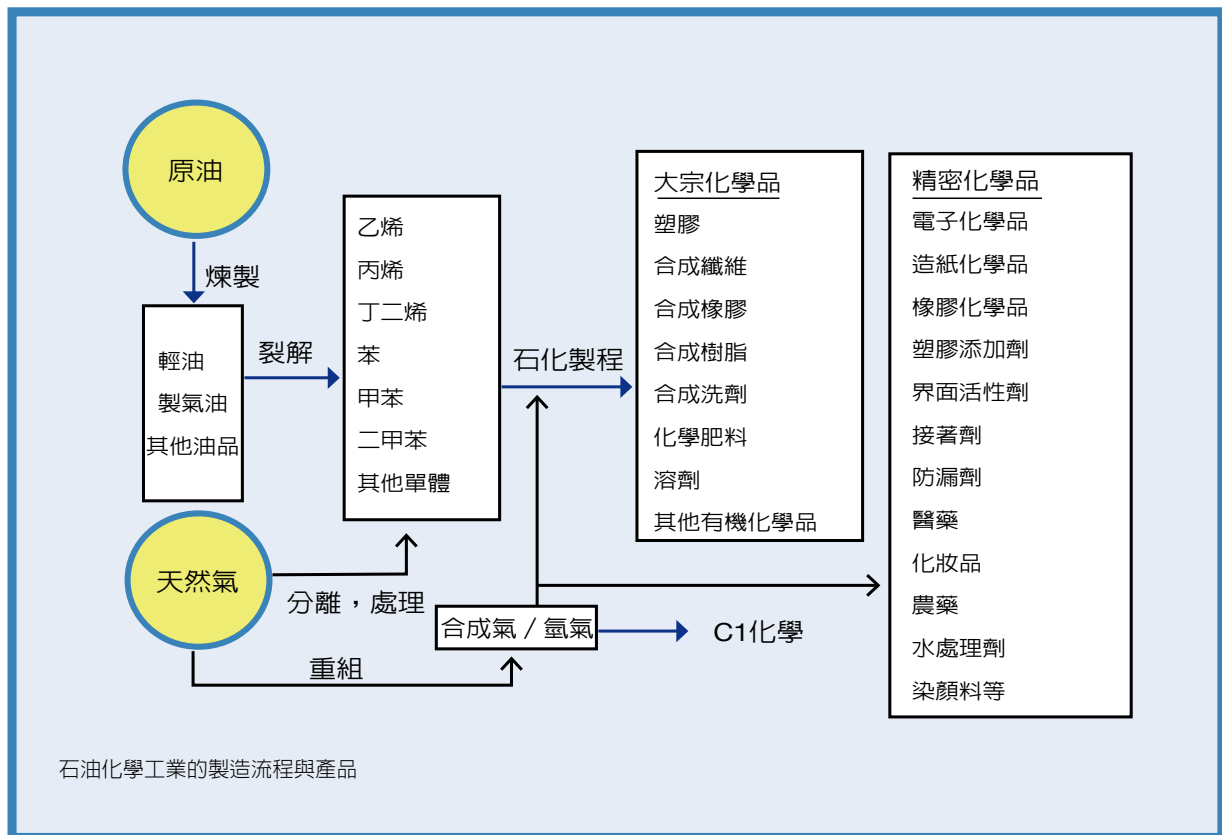 原油
煉製
輕油
製氣油
其他油品
裂解
乙烯
丙烯
丁二烯
苯
甲苯
二甲苯
其他單體
石化製程
大宗化學品
塑膠
合成纖維
合成橡膠
合成樹脂
合成洗劑
化學肥料
溶劑
其他有機化學品
精密化學品
電子化學品
造紙化學品
橡膠化學品
塑膠添加劑
界面活性劑
接著劑
防漏劑
醫藥
化妝品
農藥
水處理劑
染顏料等
天然氣
分離，處理
重組
合成氣 / 氫氣
C1化學
石油化學工業的製造流程與產品